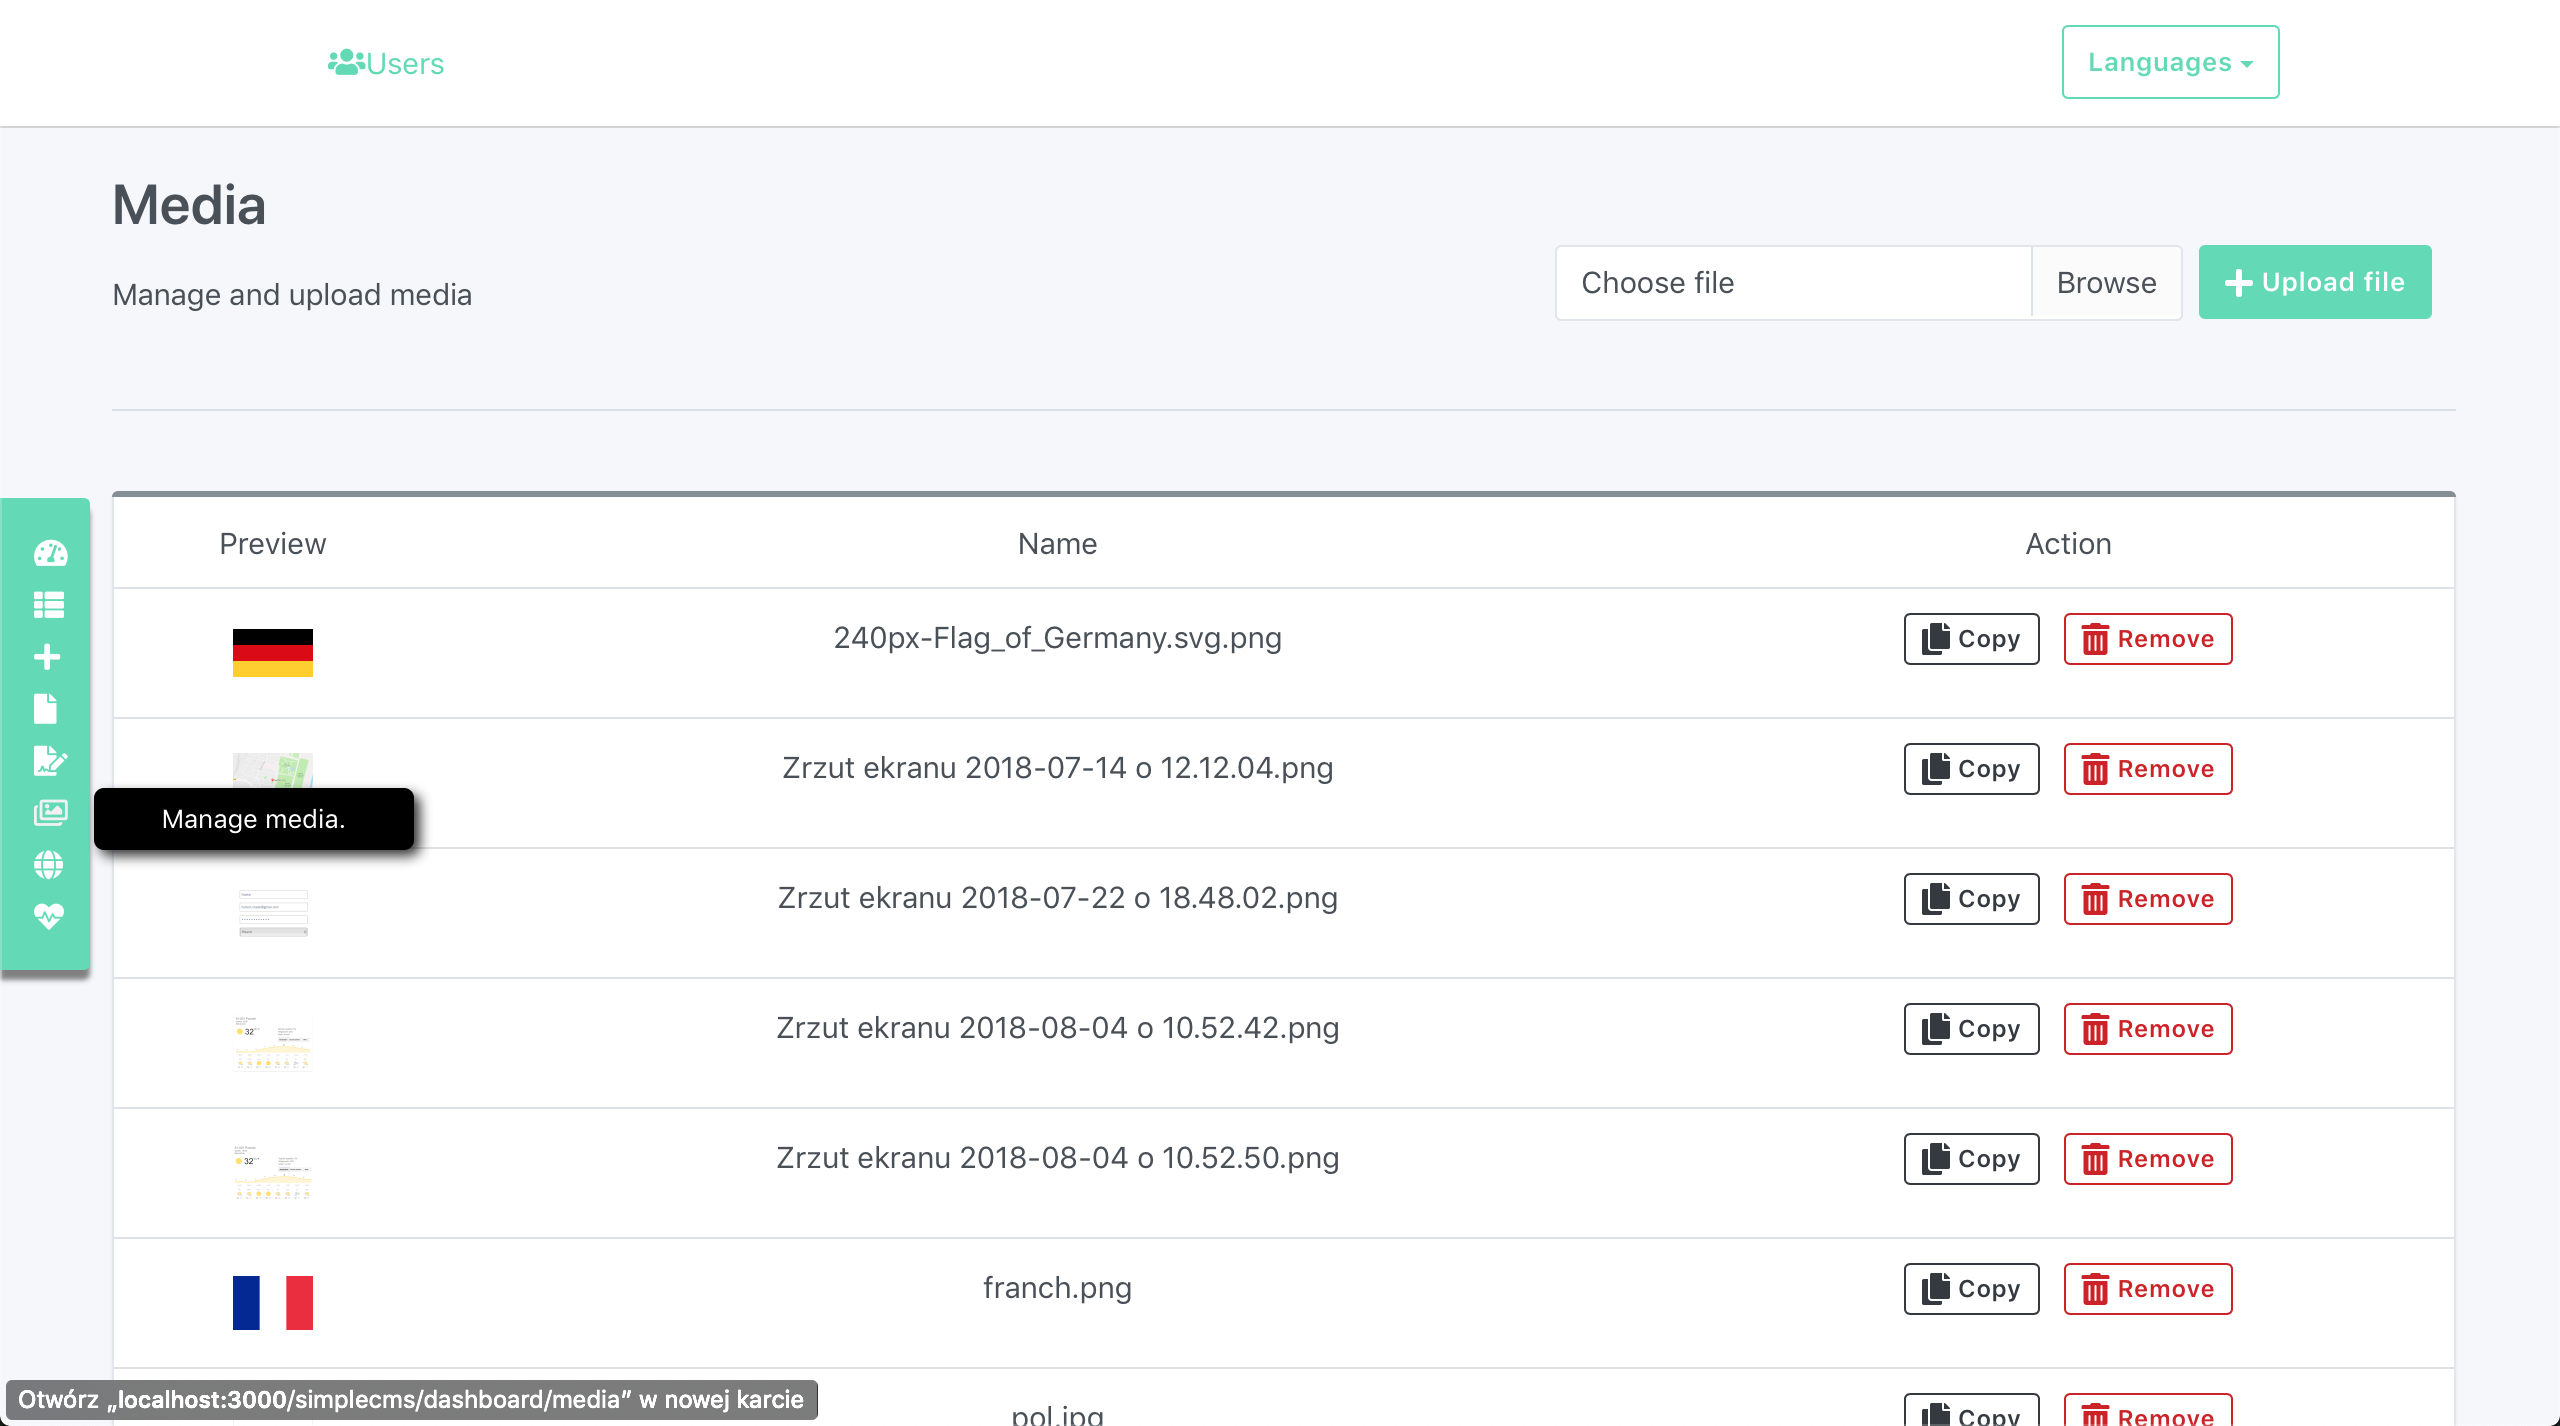 Users
Languages
Media
Manage and upload media
Choose file
Browse
Upload file
Preview
Name
Action
240px-Flag_of_Germany.svg.png
Copy
Remove
Zrzut ekranu 2018-07-14 o 12.12.04.png
Copy
Remove
Manage media.
Zrzut ekranu 2018-07-22 o 18.48.02.png
Copy
Remove
32°
Zrzut ekranu 2018-08-04 o 10.52.42.png
Copy
Remove
32°
Zrzut ekranu 2018-08-04 o 10.52.50.png
Copy
Remove
franch.png
Copy
Remove
pol.jpg
Copy
Remove
Otwórz „localhost:3000/simplecms/dashboard/media” w nowej karcie